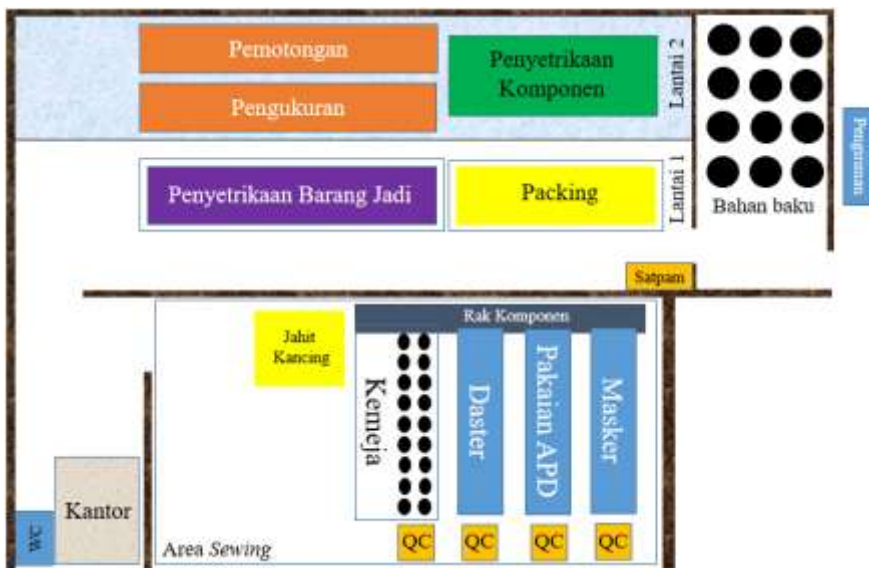 Pemotongan
Penyetrikaan
Komponen
Lantai 2
Pengukuran
Pengiriman
Penyetrikaan Barang Jadi
Packing
Lantai 1
Bahan baku
Satpam
Rak Komponen
Jahit
Kancing
Kemeja
Daster
Pakaian APD
Masker
Kantor
WC
QC
QC
QC
QC
Area Sewing